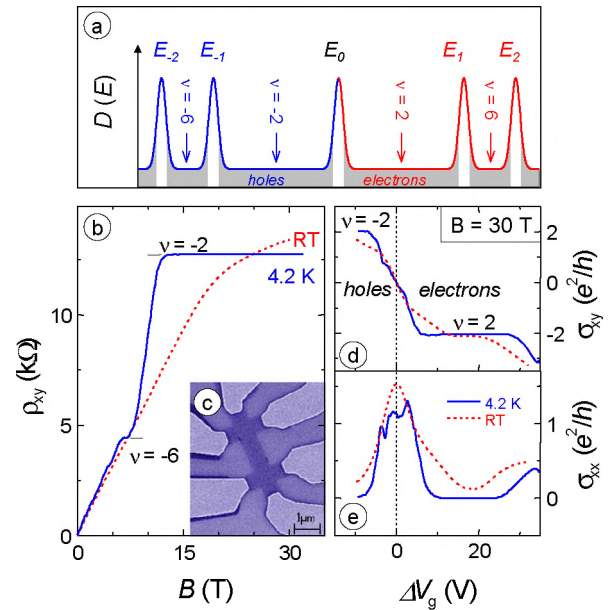 a
E-2 E-1 E0 E1 E2
D (E)
ν = -6
ν = -2
ν = 2
ν = 6
holes electrons
b
ν = -2
RT
4.2 K
ρxy (kΩ)
10
5
0
ν = -6
c
1μm
0 15 30
B (T)
ν = -2
B = 30 T
holes electrons
ν = 2
d
2
1
0
-1
-2
σxy (e²/h)
4.2 K
RT
e
1
0
σxx (e²/h)
0 20
ΔVg (V)